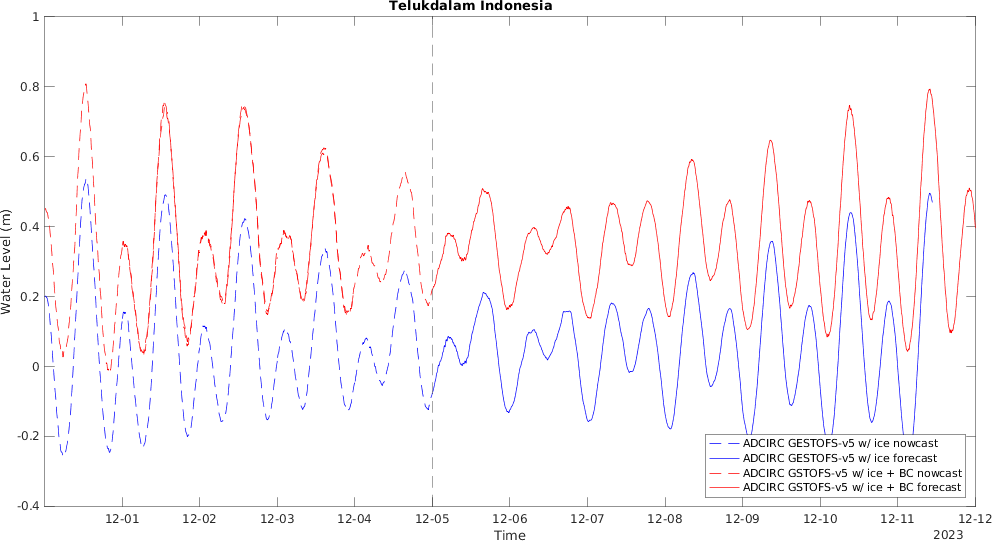 Telukdalam Indonesia
1
0.8
0.6
0.4
0.2
0
-0.2
-0.4
Water Level (m)
12-01 12-02 12-03 12-04 12-05 12-06 12-07 12-08 12-09 12-10 12-11 12-12
Time
2023
ADCIRC GESTOFS-v5 w/ ice nowcast
ADCIRC GESTOFS-v5 w/ ice forecast
ADCIRC GSTOFS-v5 w/ ice + BC nowcast
ADCIRC GSTOFS-v5 w/ ice + BC forecast